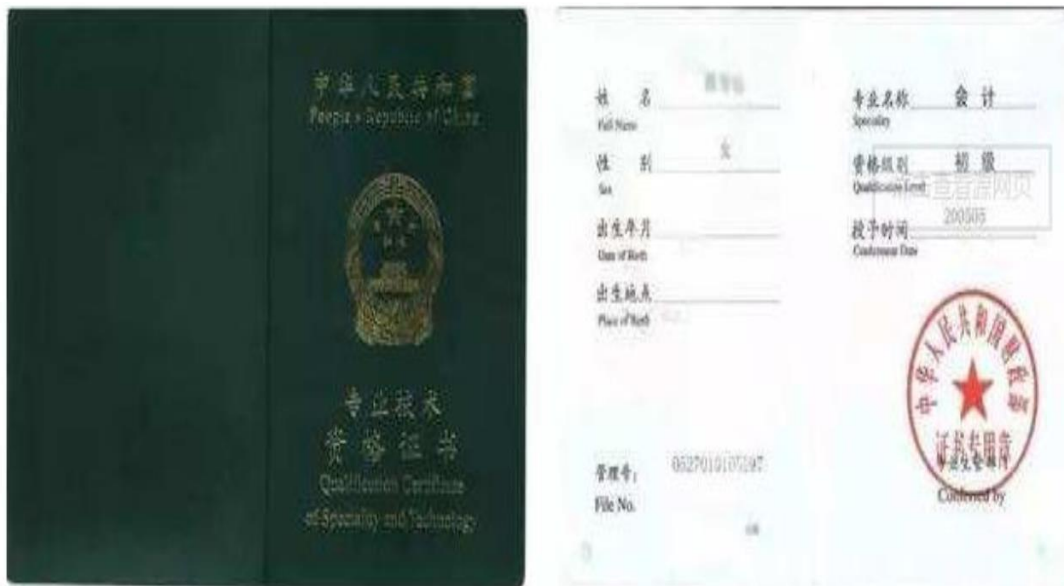 中华人民共和国
People's Republic of China
专业技术
资格证书
Qualification Certificate
of Speciality and Technology
姓 名
Full Name
性 别 女
Sex
出生年月
Date of Birth
出生地点
Place of Birth
管理号:
File No.
专业名称 会 计
Speciality
资格级别 初 级
Qualification Level
200505
授予时间
Conferment Date
中华人民共和国财政部
证书专用章
Conferred by